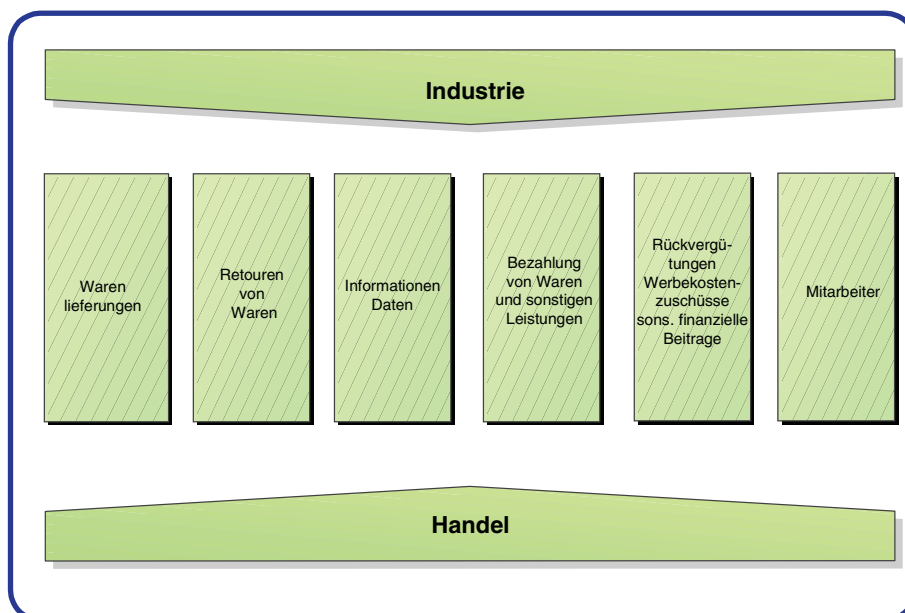 Industrie
Waren
lieferungen
Retouren
von
Waren
Informationen
Daten
Bezahlung
von Waren
und sonstigen
Leistungen
Rückvergü-
tungen
Werbekosten-
zuschüsse
sons. finanzielle
Beitrage
Mitarbeiter
Handel